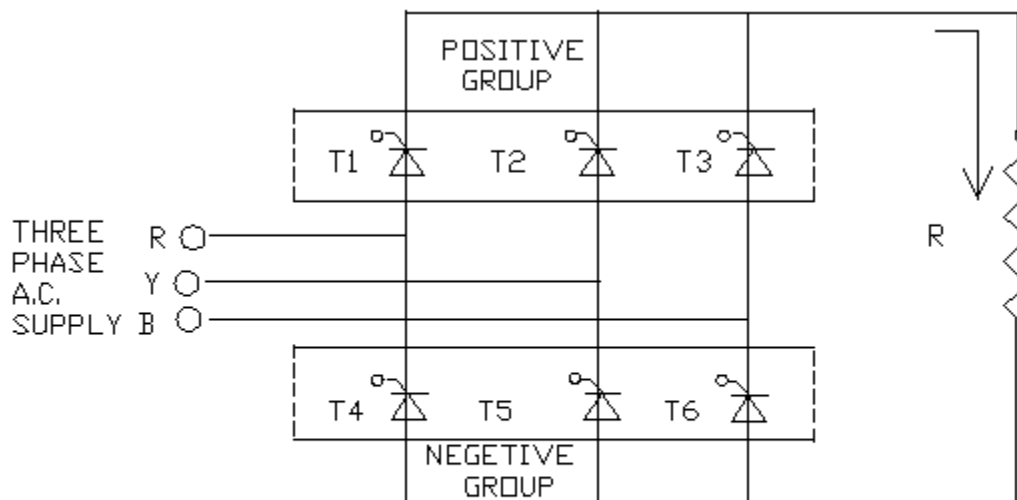 POSITIVE
GROUP
T1 T2 T3
THREE
PHASE
A.C.
SUPPLY
R
Y
B
R
T4 T5 T6
NEGETIVE
GROUP